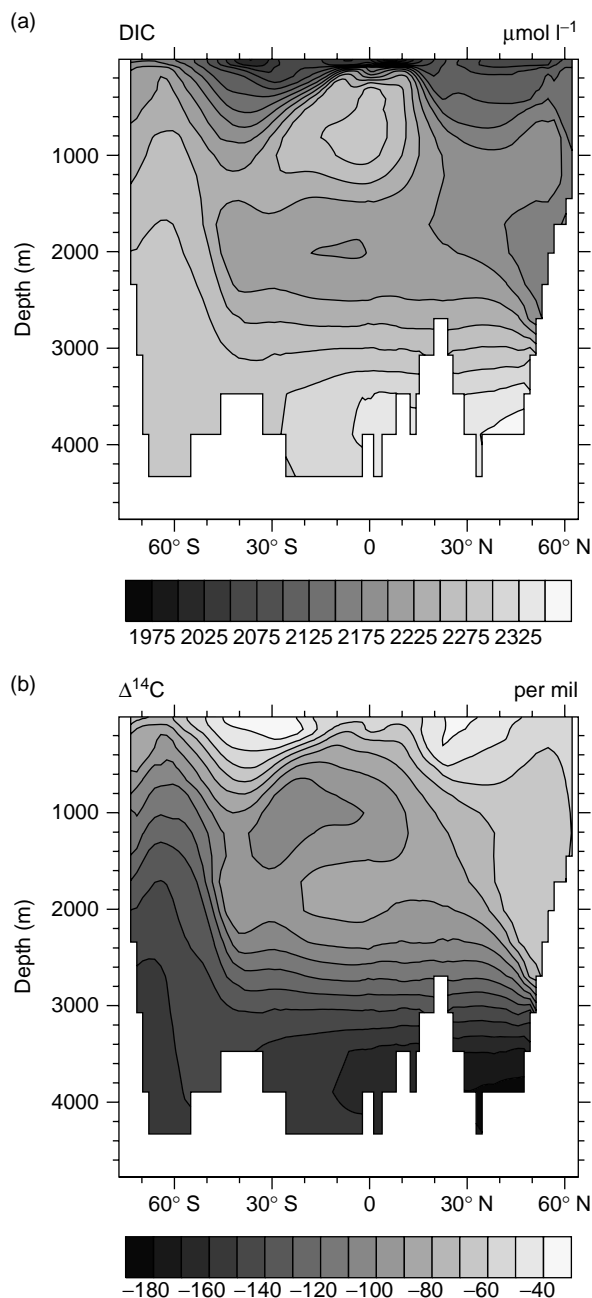 (a)
DIC μmol l⁻¹
1000
2000
3000
4000
Depth (m)
60° S 30° S 0 30° N 60° N
1975 2025 2075 2125 2175 2225 2275 2325
(b)
Δ¹⁴C per mil
1000
2000
3000
4000
Depth (m)
60° S 30° S 0 30° N 60° N
−180 −160 −140 −120 −100 −80 −60 −40